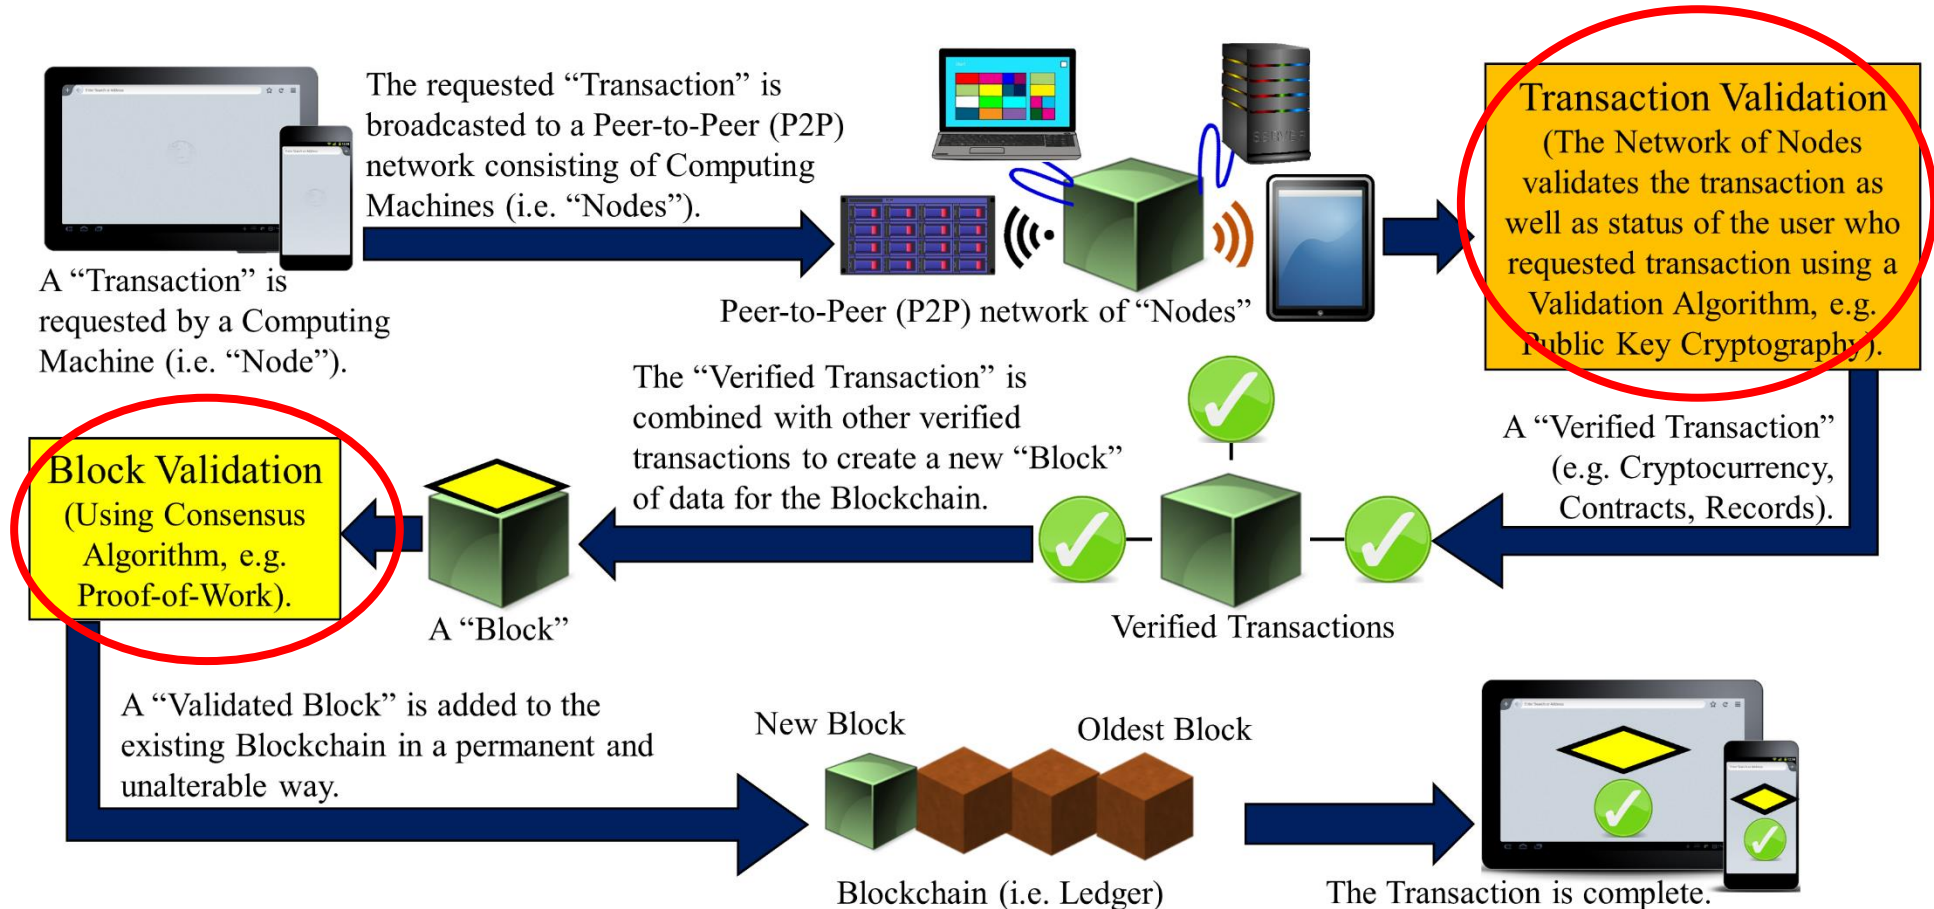 The requested “Transaction” is
broadcasted to a Peer-to-Peer (P2P)
network consisting of Computing
Machines (i.e. “Nodes”).
A “Transaction” is
requested by a Computing
Machine (i.e. “Node”).
SERVER
Peer-to-Peer (P2P) network of “Nodes”
Transaction Validation
(The Network of Nodes
validates the transaction as
well as status of the user who
requested transaction using a
Validation Algorithm, e.g.
Public Key Cryptography).
A “Verified Transaction”
(e.g. Cryptocurrency,
Contracts, Records).
Verified Transactions
The “Verified Transaction” is
combined with other verified
transactions to create a new “Block”
of data for the Blockchain.
A “Block”
Block Validation
(Using Consensus
Algorithm, e.g.
Proof-of-Work).
A “Validated Block” is added to the
existing Blockchain in a permanent and
unalterable way.
New Block
Oldest Block
Blockchain (i.e. Ledger)
The Transaction is complete.